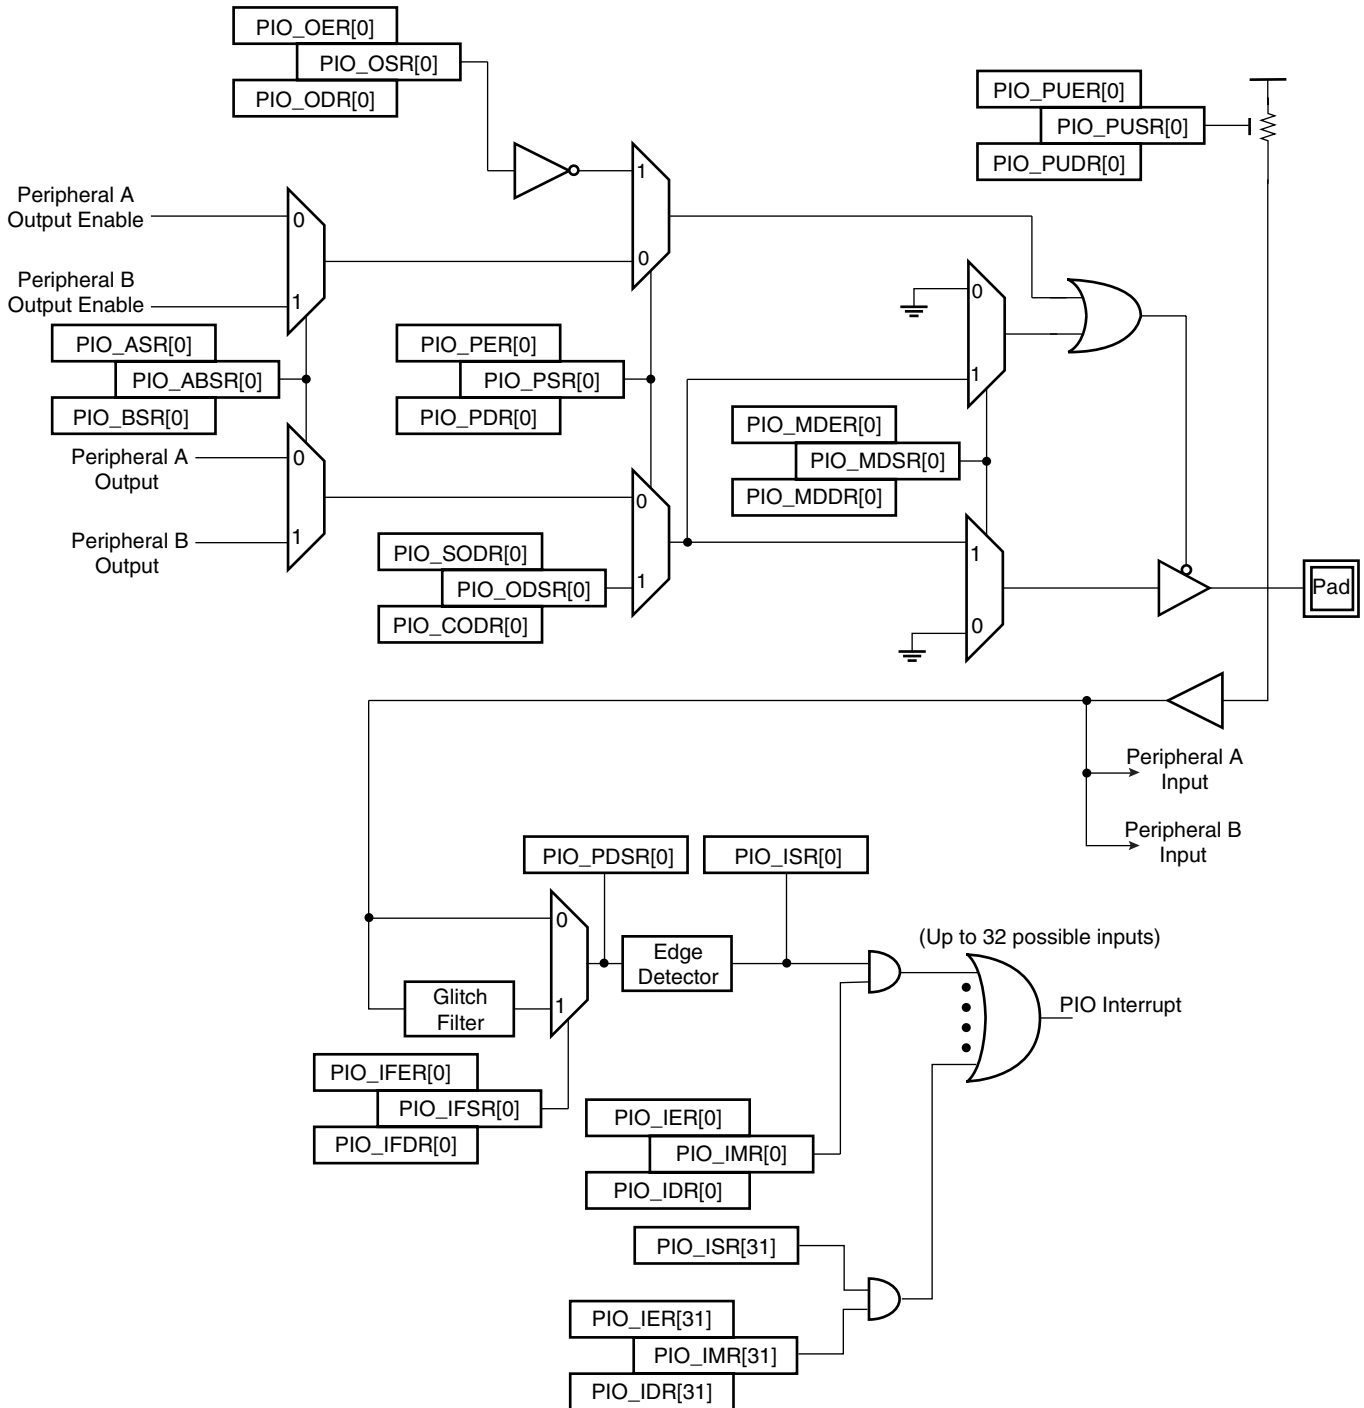 PIO_OER[0]
PIO_OSR[0]
PIO_ODR[0]
PIO_PUER[0]
PIO_PUSR[0]
PIO_PUDR[0]
1
0
Peripheral A
Output Enable
0
Peripheral B
Output Enable
1
0
1
PIO_ASR[0]
PIO_ABSR[0]
PIO_BSR[0]
PIO_PER[0]
PIO_PSR[0]
PIO_PDR[0]
PIO_MDER[0]
PIO_MDSR[0]
PIO_MDDR[0]
Peripheral A
Output
0
Peripheral B
Output
1
0
1
PIO_SODR[0]
PIO_ODSR[0]
PIO_CODR[0]
1
0
Pad
Peripheral A
Input
Peripheral B
Input
PIO_PDSR[0]
PIO_ISR[0]
0
1
Glitch
Filter
Edge
Detector
(Up to 32 possible inputs)
PIO Interrupt
PIO_IFER[0]
PIO_IFSR[0]
PIO_IFDR[0]
PIO_IER[0]
PIO_IMR[0]
PIO_IDR[0]
PIO_ISR[31]
PIO_IER[31]
PIO_IMR[31]
PIO_IDR[31]